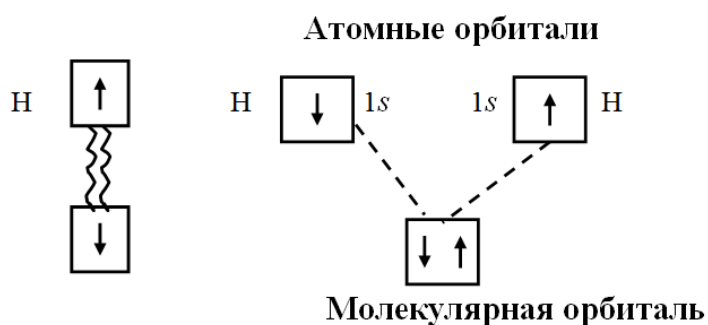 Атомные орбитали
H H 1s 1s H
Молекулярная орбиталь